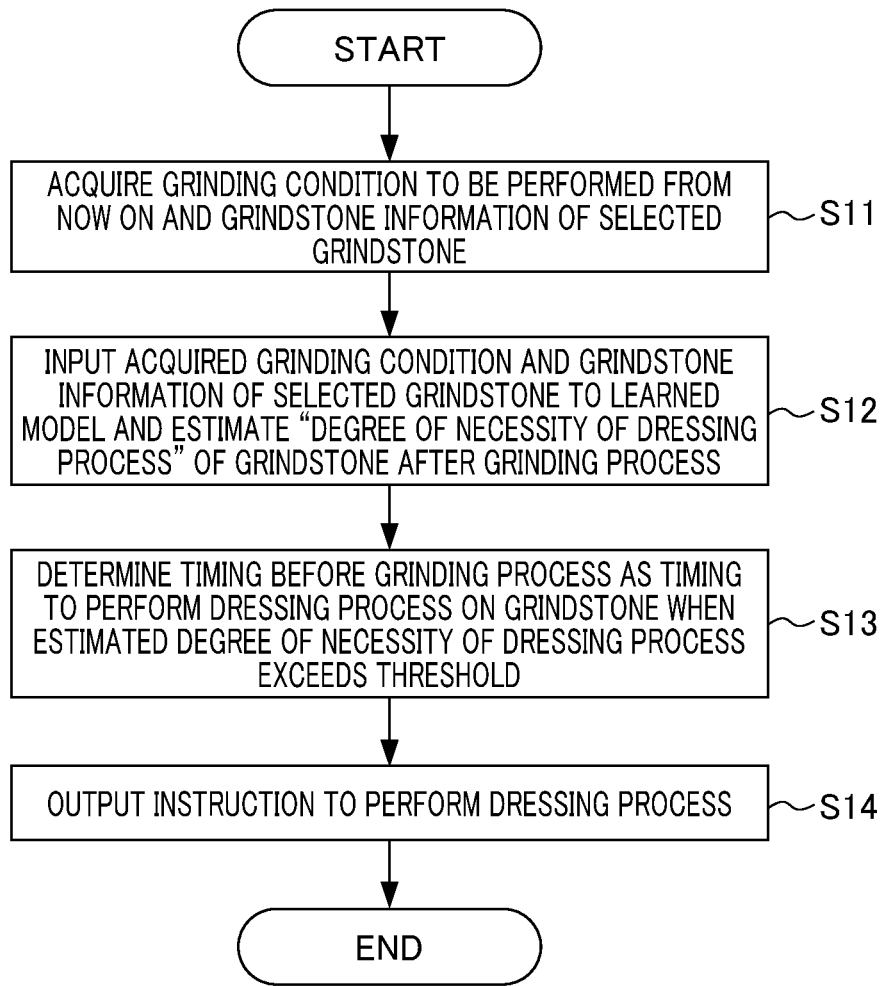 START
ACQUIRE GRINDING CONDITION TO BE PERFORMED FROM
NOW ON AND GRINDSTONE INFORMATION OF SELECTED
GRINDSTONE
S11
INPUT ACQUIRED GRINDING CONDITION AND GRINDSTONE
INFORMATION OF SELECTED GRINDSTONE TO LEARNED
MODEL AND ESTIMATE “DEGREE OF NECESSITY OF DRESSING
PROCESS” OF GRINDSTONE AFTER GRINDING PROCESS
S12
DETERMINE TIMING BEFORE GRINDING PROCESS AS TIMING
TO PERFORM DRESSING PROCESS ON GRINDSTONE WHEN
ESTIMATED DEGREE OF NECESSITY OF DRESSING PROCESS
EXCEEDS THRESHOLD
S13
OUTPUT INSTRUCTION TO PERFORM DRESSING PROCESS
S14
END